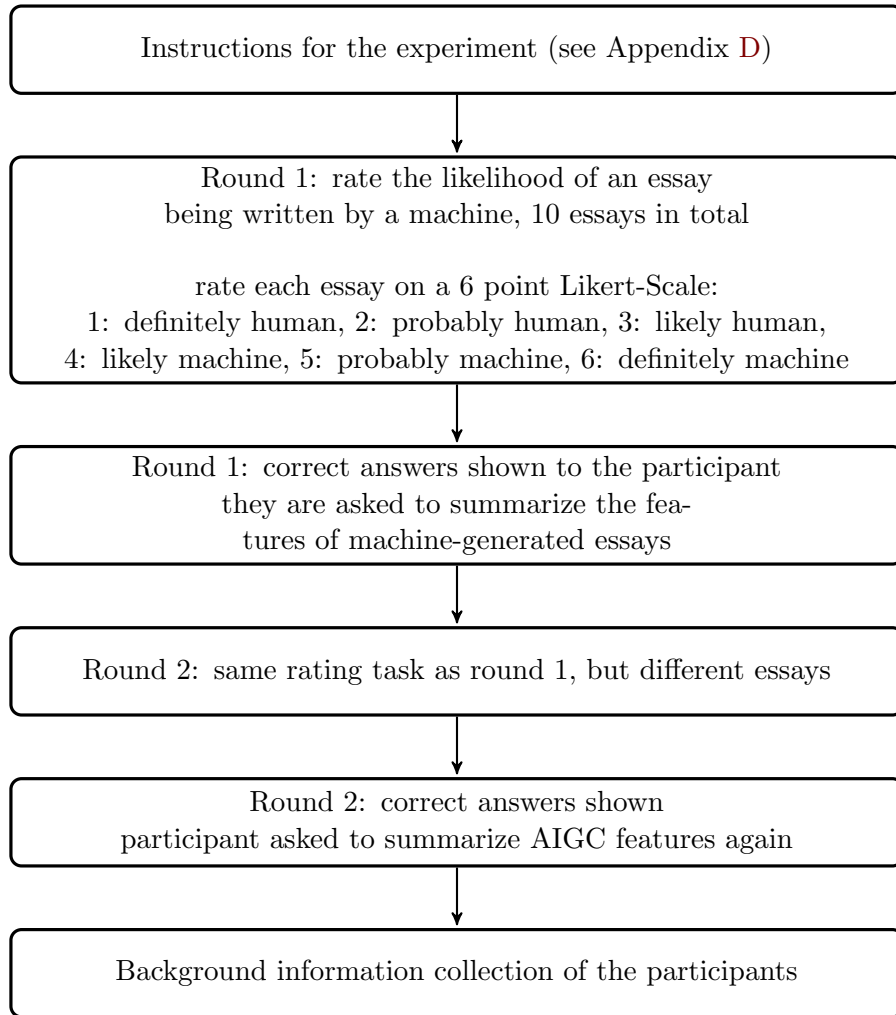 Instructions for the experiment (see Appendix D)
Round 1: rate the likelihood of an essay
being written by a machine, 10 essays in total
rate each essay on a 6 point Likert-Scale:
1: definitely human, 2: probably human, 3: likely human,
4: likely machine, 5: probably machine, 6: definitely machine
Round 1: correct answers shown to the participant
they are asked to summarize the fea-
tures of machine-generated essays
Round 2: same rating task as round 1, but different essays
Round 2: correct answers shown
participant asked to summarize AIGC features again
Background information collection of the participants